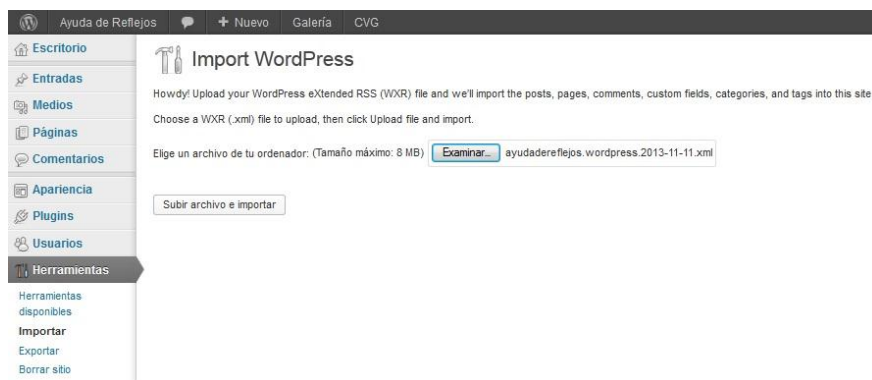 Ayuda de Reflejos + Nuevo Galería CVG
Escritorio
Entradas
Medios
Páginas
Comentarios
Apariencia
Plugins
Usuarios
Herramientas
Herramientas
disponibles
Importar
Exportar
Borrar sitio
Import WordPress
Howdy! Upload your WordPress eXtended RSS (WXR) file and we'll import the posts, pages, comments, custom fields, categories, and tags into this site
Choose a WXR (.xml) file to upload, then click Upload file and import.
Elige un archivo de tu ordenador: (Tamaño máximo: 8 MB) Examinar... ayudadereflejos.wordpress.2013-11-11.xml
Subir archivo e importar